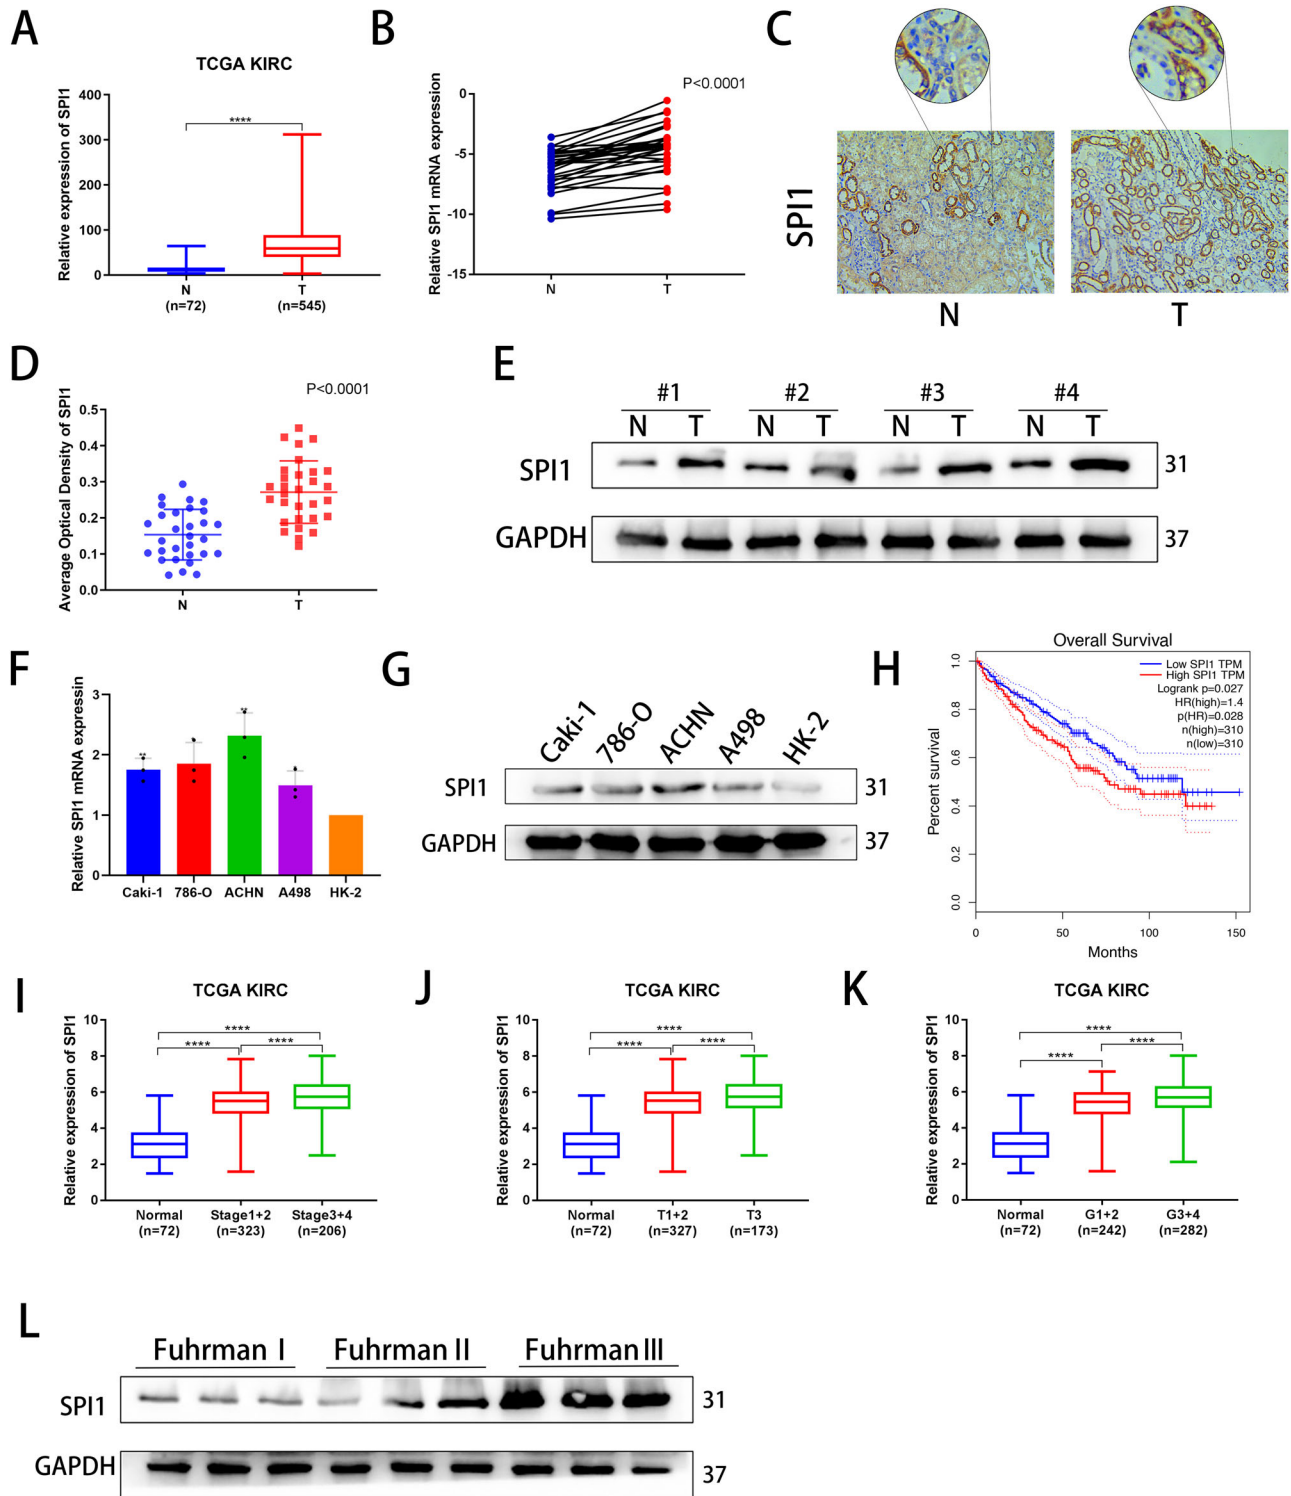 A
TCGA KIRC
Relative expression of SPI1
400
300
200
100
0
****
N
(n=72)
T
(n=545)
B
P<0.0001
Relative SPI1 mRNA expression
0
-5
-10
-15
N
T
C
SPI1
N
T
D
P<0.0001
Average Optical Density of SPI1
0.5
0.4
0.3
0.2
0.1
0.0
N
T
E
#1
#2
#3
#4
N
T
N
T
N
T
N
T
SPI1
31
GAPDH
37
F
Relative SPI1 mRNA expressin
3
2
1
0
**
*
**
*
Caki-1
786-O
ACHN
A498
HK-2
G
Caki-1
786-O
ACHN
A498
HK-2
SPI1
31
GAPDH
37
H
Overall Survival
Low SPI1 TPM
High SPI1 TPM
Logrank p=0.027
HR(high)=1.4
p(HR)=0.028
n(high)=310
n(low)=310
Percent survival
1.0
0.8
0.6
0.4
0.2
0.0
0
50
100
150
Months
I
TCGA KIRC
Relative expression of SPI1
10
8
6
4
2
0
****
****
****
Normal
(n=72)
Stage1+2
(n=323)
Stage3+4
(n=206)
J
TCGA KIRC
Relative expression of SPI1
10
8
6
4
2
0
****
****
****
Normal
(n=72)
T1+2
(n=327)
T3
(n=173)
K
TCGA KIRC
Relative expression of SPI1
10
8
6
4
2
0
****
****
****
Normal
(n=72)
G1+2
(n=242)
G3+4
(n=282)
L
Fuhrman I
Fuhrman II
Fuhrman III
SPI1
31
GAPDH
37